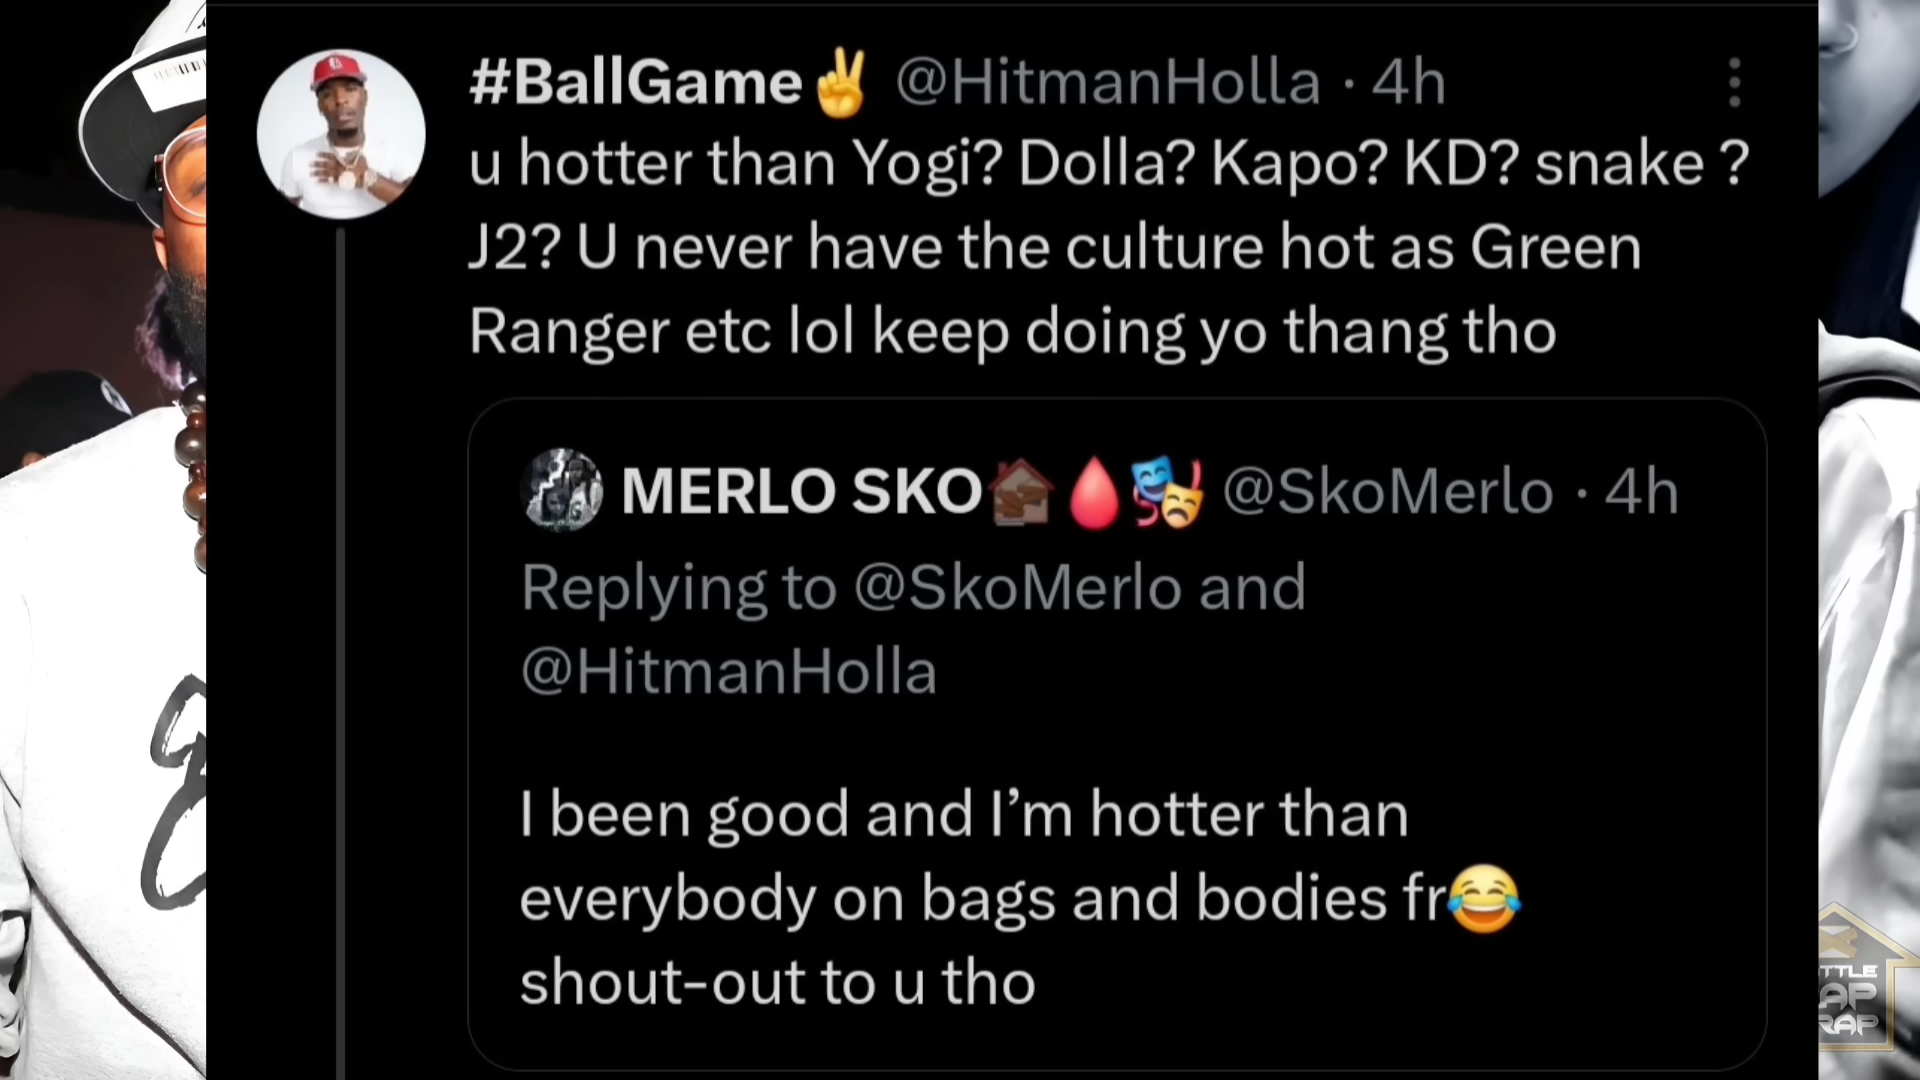 #BallGame✌️ @HitmanHolla · 4h
u hotter than Yogi? Dolla? Kapo? KD? snake ?
J2? U never have the culture hot as Green
Ranger etc lol keep doing yo thang tho
MERLO SKO🏚️🩸🎭 @SkoMerlo · 4h
Replying to @SkoMerlo and
@HitmanHolla
I been good and I’m hotter than
everybody on bags and bodies fr😂
shout-out to u tho
RAP